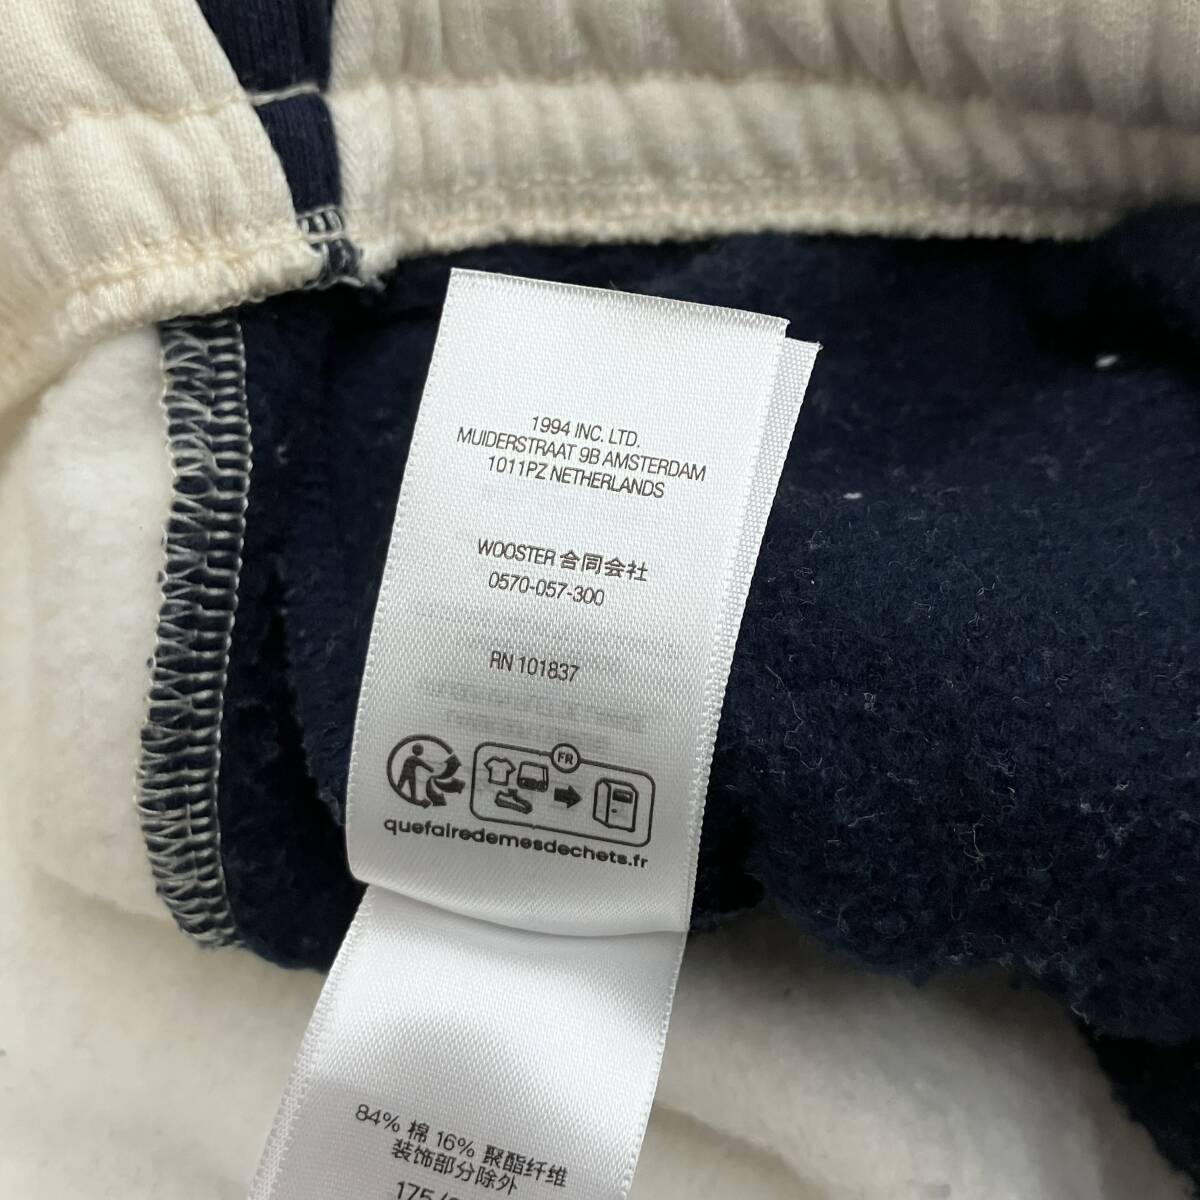 1994 INC. LTD.
MUIDERSTRAAT 9B AMSTERDAM
1011PZ NETHERLANDS
WOOSTER 合同会社
0570-057-300
RN 101837
FR
quefairedemesdechets.fr
84% 棉 16% 聚酯纤维
装饰部分除外
175/